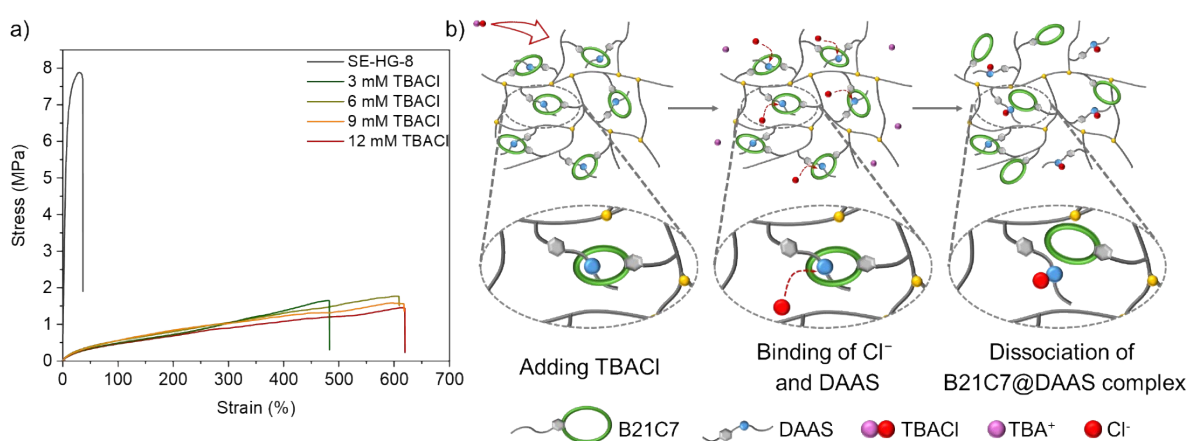 a)
Stress (MPa)
8
7
6
5
4
3
2
1
0
0 100 200 300 400 500 600 700
Strain (%)
SE-HG-8
3 mM TBACl
6 mM TBACl
9 mM TBACl
12 mM TBACl
b)
Adding TBACl
Binding of Cl⁻
and DAAS
Dissociation of
B21C7@DAAS complex
B21C7 DAAS TBACl TBA⁺ Cl⁻